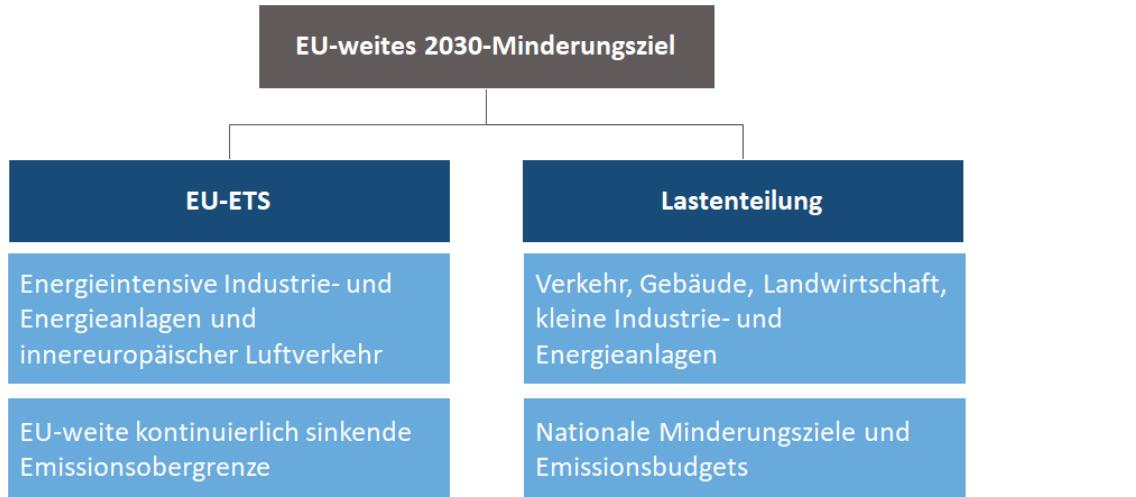 EU-weites 2030-Minderungsziel
EU-ETS
Energieintensive Industrie- und
Energieanlagen und
innereuropäischer Luftverkehr
EU-weite kontinuierlich sinkende
Emissionsobergrenze
Lastenteilung
Verkehr, Gebäude, Landwirtschaft,
kleine Industrie- und
Energieanlagen
Nationale Minderungsziele und
Emissionsbudgets